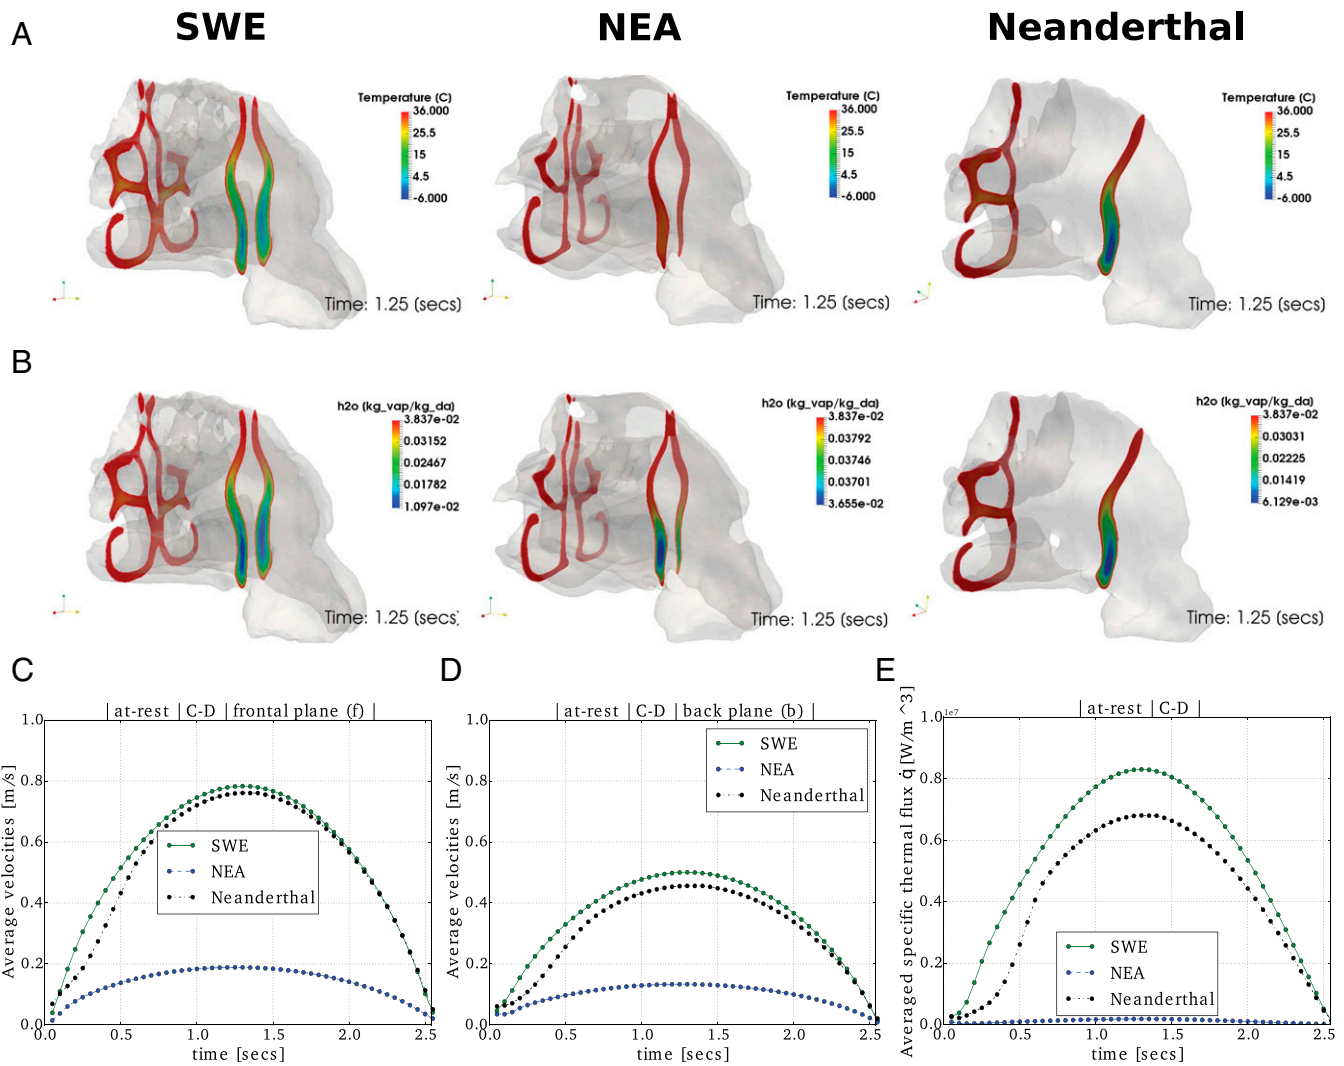 A
SWE
NEA
Neanderthal
Temperature (C)
36.000
25.5
15
4.5
-6.000
Time: 1.25 (secs)
Temperature (C)
36.000
25.5
15
4.5
-6.000
Time: 1.25 (secs)
Temperature (C)
36.000
25.5
15
4.5
-6.000
Time: 1.25 (secs)
B
h2o (kg_vap/kg_da)
3.837e-02
0.03152
0.02467
0.01782
1.097e-02
Time: 1.25 (secs)
h2o (kg_vap/kg_da)
3.837e-02
0.03792
0.03746
0.03701
3.655e-02
Time: 1.25 (secs)
h2o (kg_vap/kg_da)
3.837e-02
0.03031
0.02225
0.01419
6.129e-03
Time: 1.25 (secs)
C
at-rest
C-D
frontal plane (f)
1.0
0.8
0.6
0.4
0.2
0.0
Average velocities [m/s]
SWE
NEA
Neanderthal
0.0
0.5
1.0
1.5
2.0
2.5
time [secs]
D
at-rest
C-D
back plane (b)
1.0
0.8
0.6
0.4
0.2
0.0
Average velocities [m/s]
SWE
NEA
Neanderthal
0.0
0.5
1.0
1.5
2.0
2.5
time [secs]
E
at-rest
C-D
1.0
1e7
0.8
0.6
0.4
0.2
0.0
Averaged specific thermal flux q̇ [W/m ^3]
SWE
NEA
Neanderthal
0.0
0.5
1.0
1.5
2.0
2.5
time [secs]